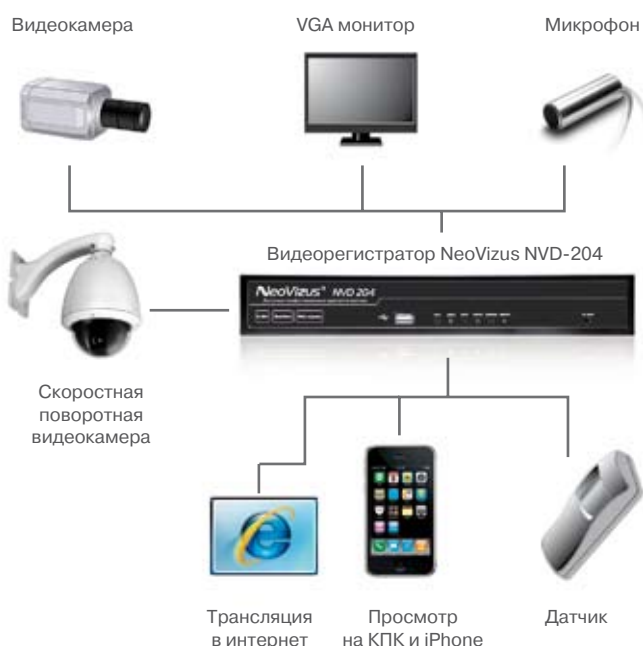 Видеокамера
VGA монитор
Микрофон
Видеорегистратор NeoVizus NVD-204
NeoVizus® NVD 204
Скоростная
поворотная
видеокамера
Трансляция
в интернет
Просмотр
на КПК и iPhone
Датчик